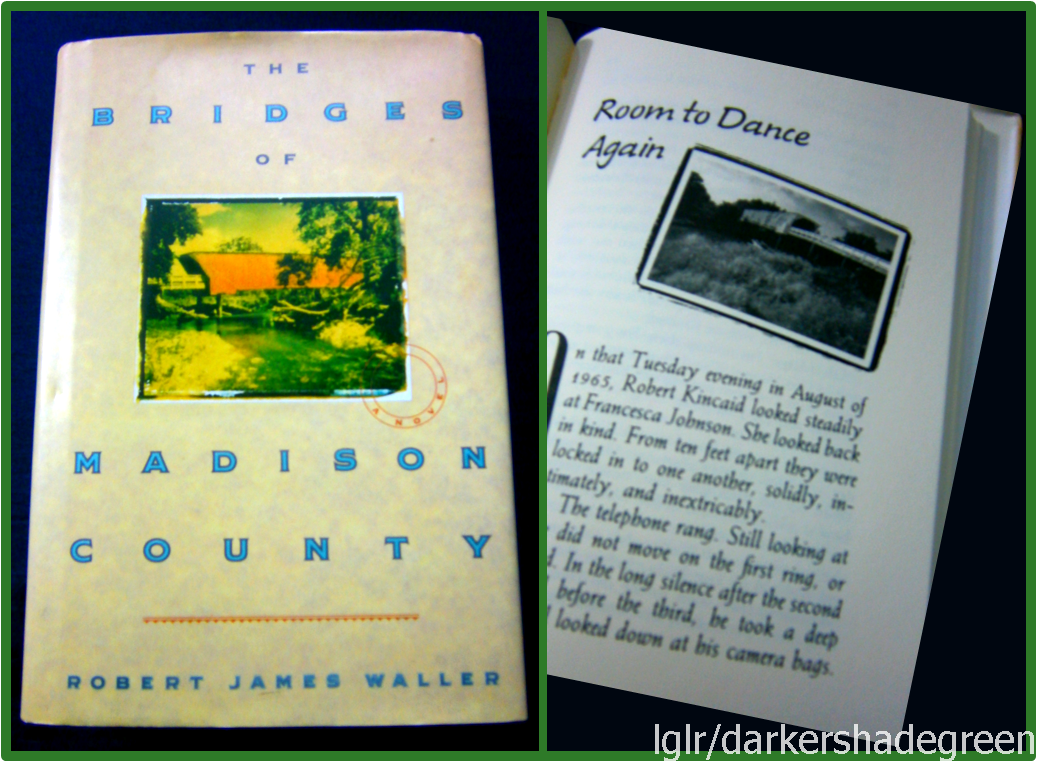 THE
BRIDGES
OF
A NOVEL
MADISON
COUNTY
ROBERT JAMES WALLER
Room to Dance
Again
n that Tuesday evening in August of
1965, Robert Kincaid looked steadily
at Francesca Johnson. She looked back
in kind. From ten feet apart they were
locked in to one another, solidly, in-
timately, and inextricably.
The telephone rang. Still looking at
did not move on the first ring, or
d. In the long silence after the second
before the third, he took a deep
looked down at his camera bags.
lglr/darkershadegreen